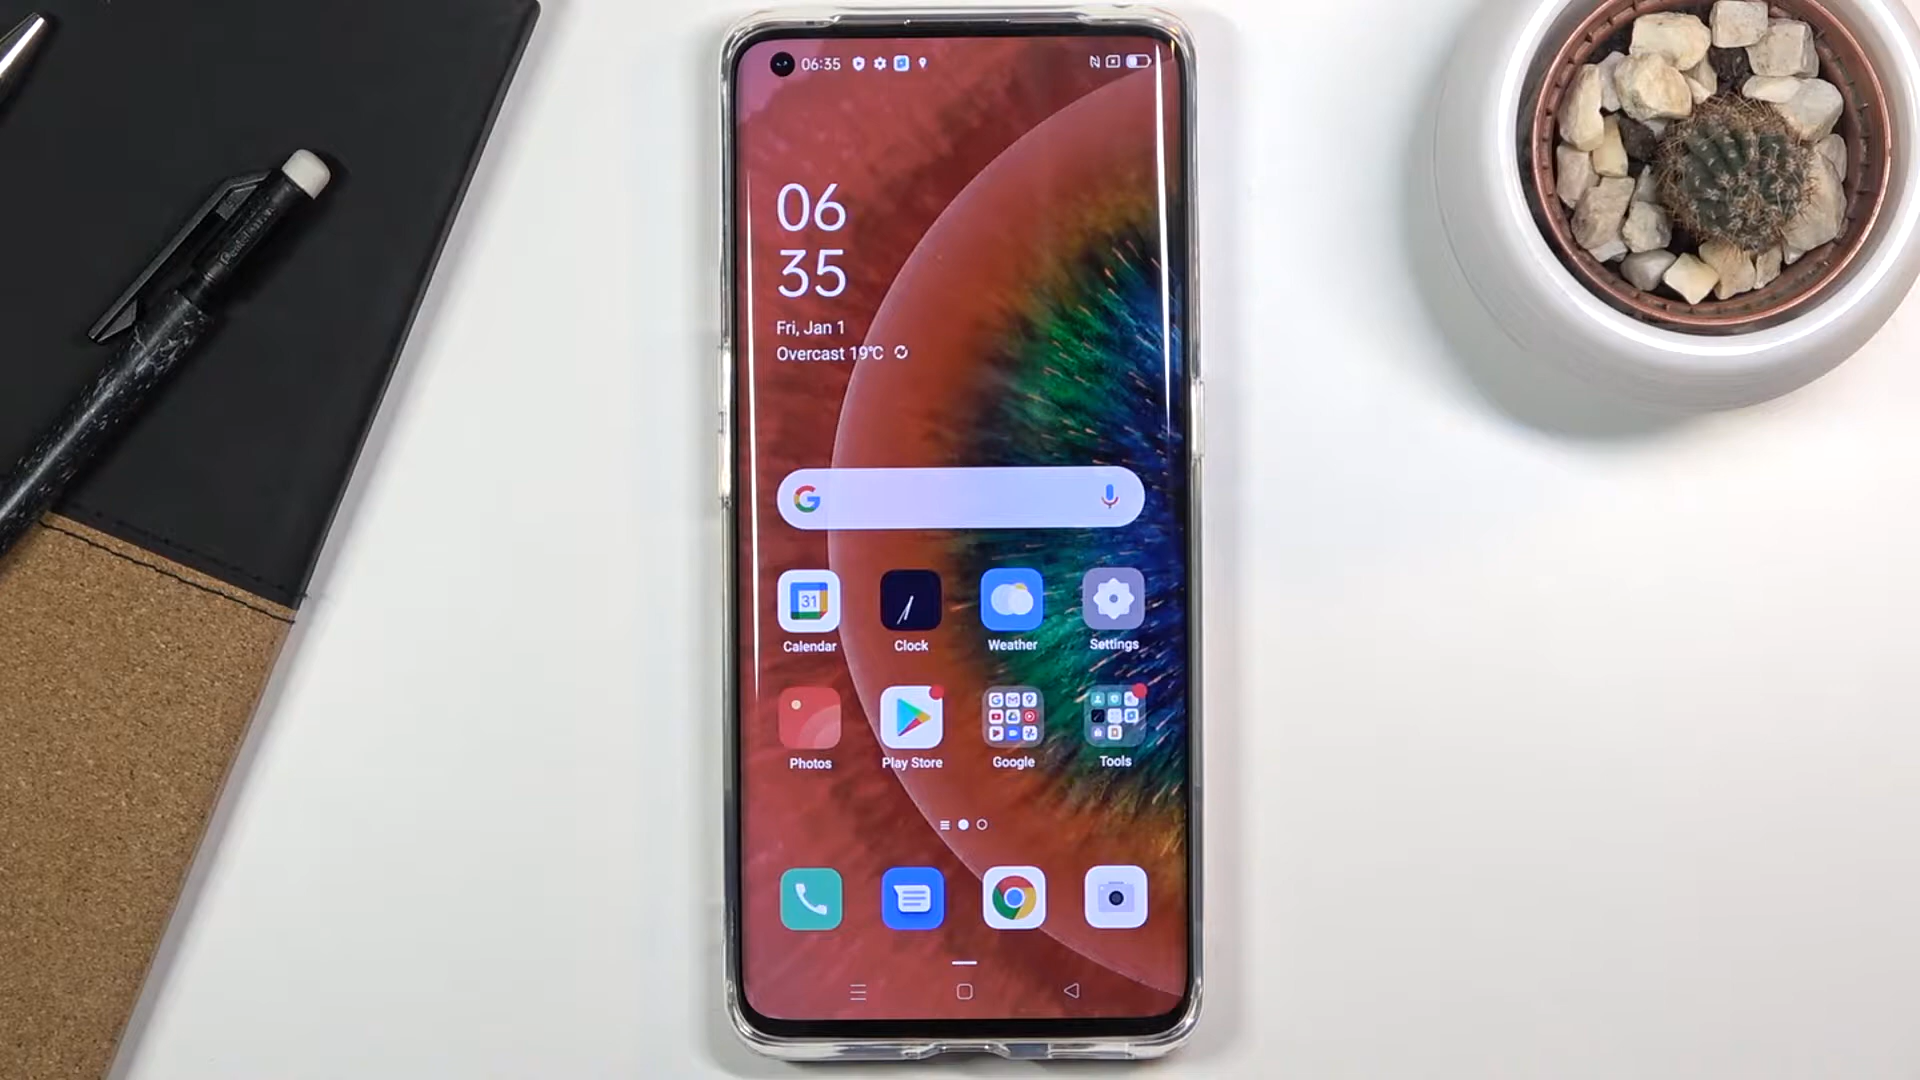 06:35
06
35
Fri, Jan 1
Overcast 19°C
G
31
Calendar
Clock
Weather
Settings
Photos
Play Store
Google
Tools